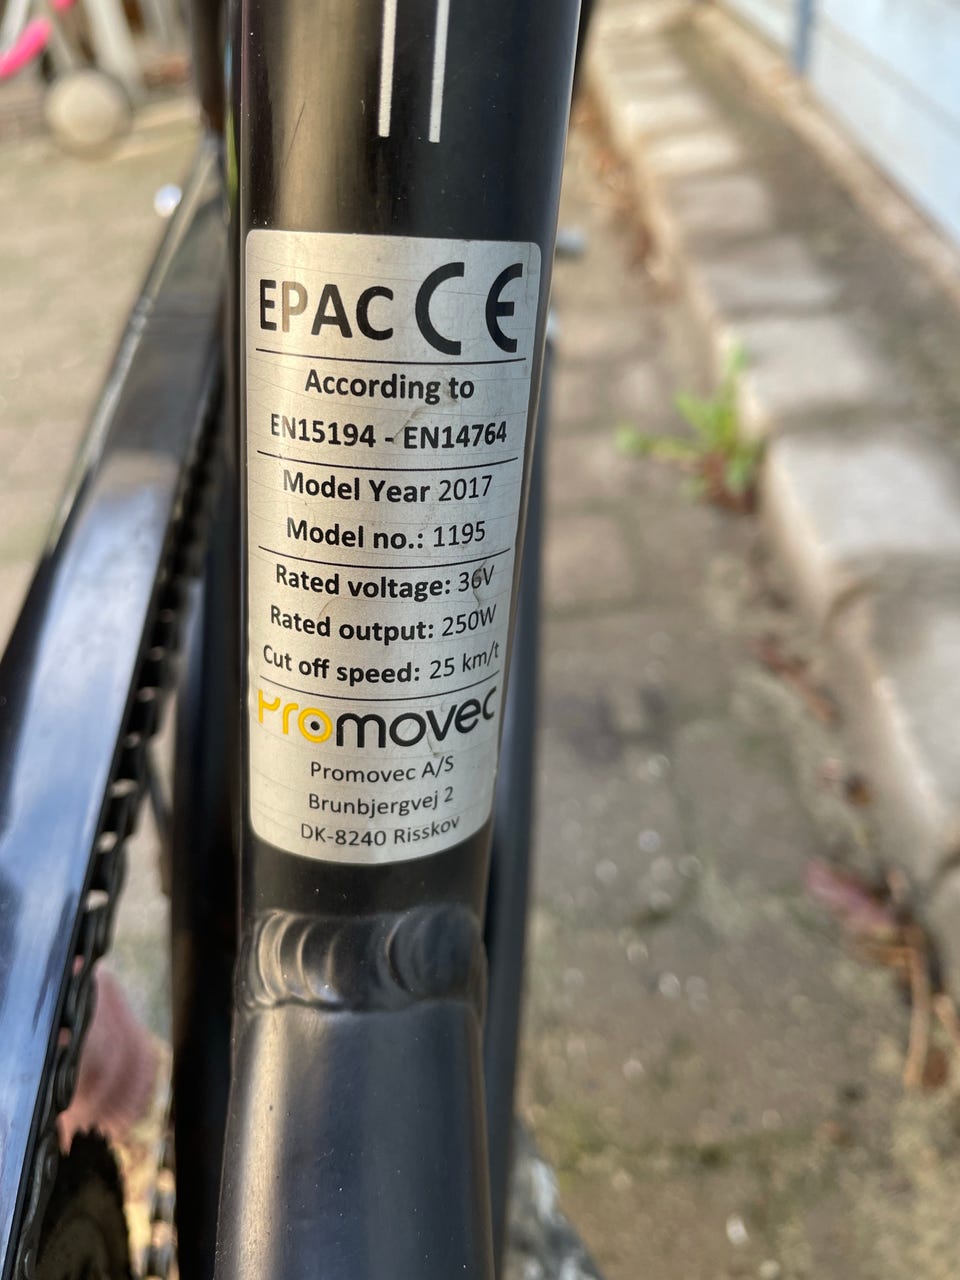 EPAC CE
According to
EN15194 - EN14764
Model Year 2017
Model no.: 1195
Rated voltage: 36V
Rated output: 250W
Cut off speed: 25 km/t
Promovec
Promovec A/S
Brunbjergvej 2
DK-8240 Risskov